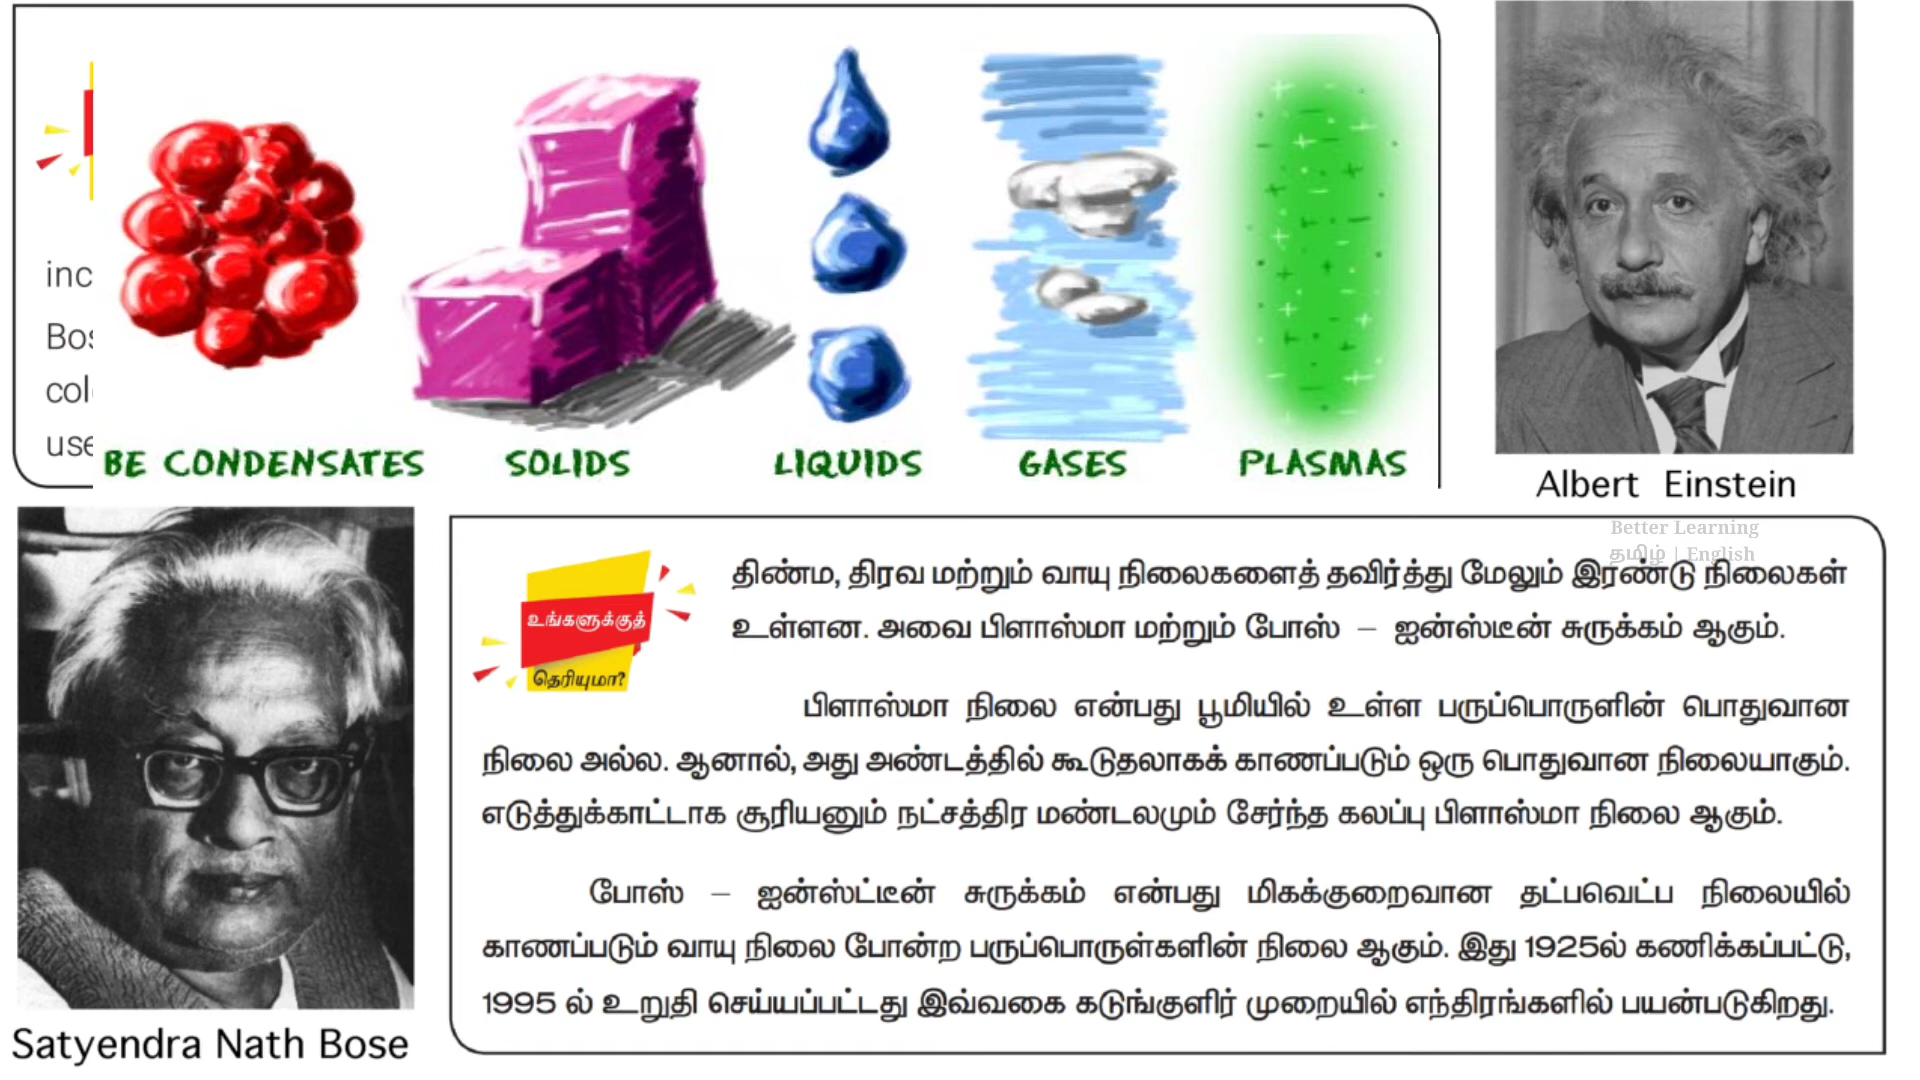 inc
Bos
col
use
BE CONDENSATES
SOLIDS
LIQUIDS
GASES
PLASMAS
Albert Einstein
Better Learning
தமிழ் | English
உங்களுக்குத்
தெரியுமா?
திண்ம, திரவ மற்றும் வாயு நிலைகளைத் தவிர்த்து மேலும் இரண்டு நிலைகள்
உள்ளன. அவை பிளாஸ்மா மற்றும் போஸ் – ஐன்ஸ்டீன் சுருக்கம் ஆகும்.
பிளாஸ்மா நிலை என்பது பூமியில் உள்ள பருப்பொருளின் பொதுவான
நிலை அல்ல. ஆனால், அது அண்டத்தில் கூடுதலாகக் காணப்படும் ஒரு பொதுவான நிலையாகும்.
எடுத்துக்காட்டாக சூரியனும் நட்சத்திர மண்டலமும் சேர்ந்த கலப்பு பிளாஸ்மா நிலை ஆகும்.
போஸ் – ஐன்ஸ்ட்டீன் சுருக்கம் என்பது மிகக்குறைவான தட்பவெட்ப நிலையில்
காணப்படும் வாயு நிலை போன்ற பருப்பொருள்களின் நிலை ஆகும். இது 1925ல் கணிக்கப்பட்டு,
1995 ல் உறுதி செய்யப்பட்டது இவ்வகை கடுங்குளிர் முறையில் எந்திரங்களில் பயன்படுகிறது.
Satyendra Nath Bose